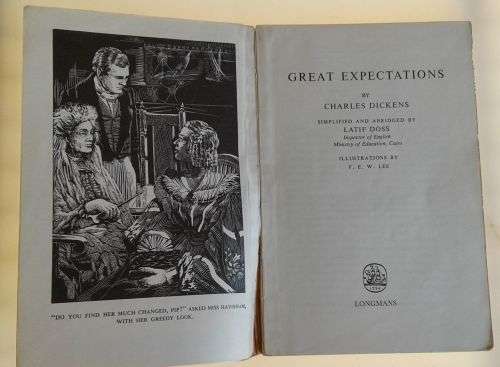 "DO YOU FIND HER MUCH CHANGED, PIP?" ASKED MISS HAVISHAM,
WITH HER GREEDY LOOK.
GREAT EXPECTATIONS
BY
CHARLES DICKENS
SIMPLIFIED AND ABRIDGED BY
LATIF DOSS
Inspector of English
Ministry of Education, Cairo
ILLUSTRATIONS BY
F. E. W. LEE
LONGMANS